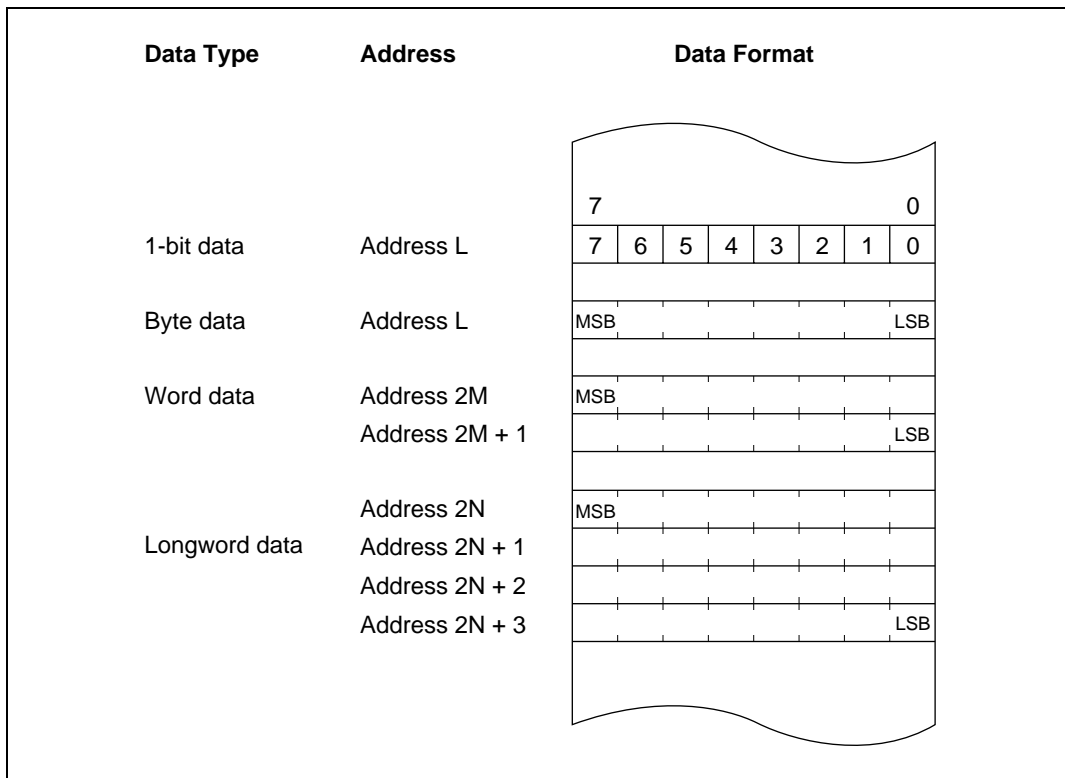 Data Type Address Data Format
7 0
1-bit data Address L 7 6 5 4 3 2 1 0
Byte data Address L MSB LSB
Word data Address 2M MSB
Address 2M + 1 LSB
Address 2N MSB
Longword data Address 2N + 1
Address 2N + 2
Address 2N + 3 LSB